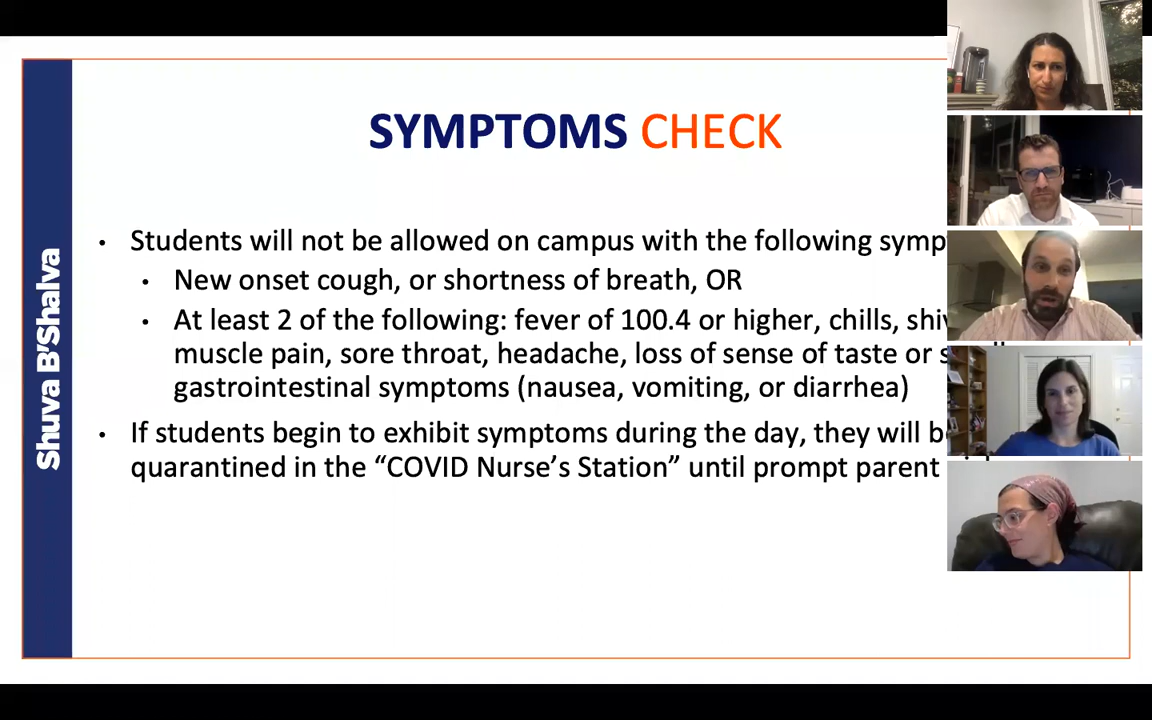 SYMPTOMS CHECK
Shuva B'Shalva
• Students will not be allowed on campus with the following
• New onset cough, or shortness of breath, OR
• At least 2 of the following: fever of 100.4 or higher, chills,
muscle pain, sore throat, headache, loss of sense of taste or
gastrointestinal symptoms (nausea, vomiting, or diarrhea)
• If students begin to exhibit symptoms during the day, they will be
quarantined in the “COVID Nurse’s Station” until prompt parent